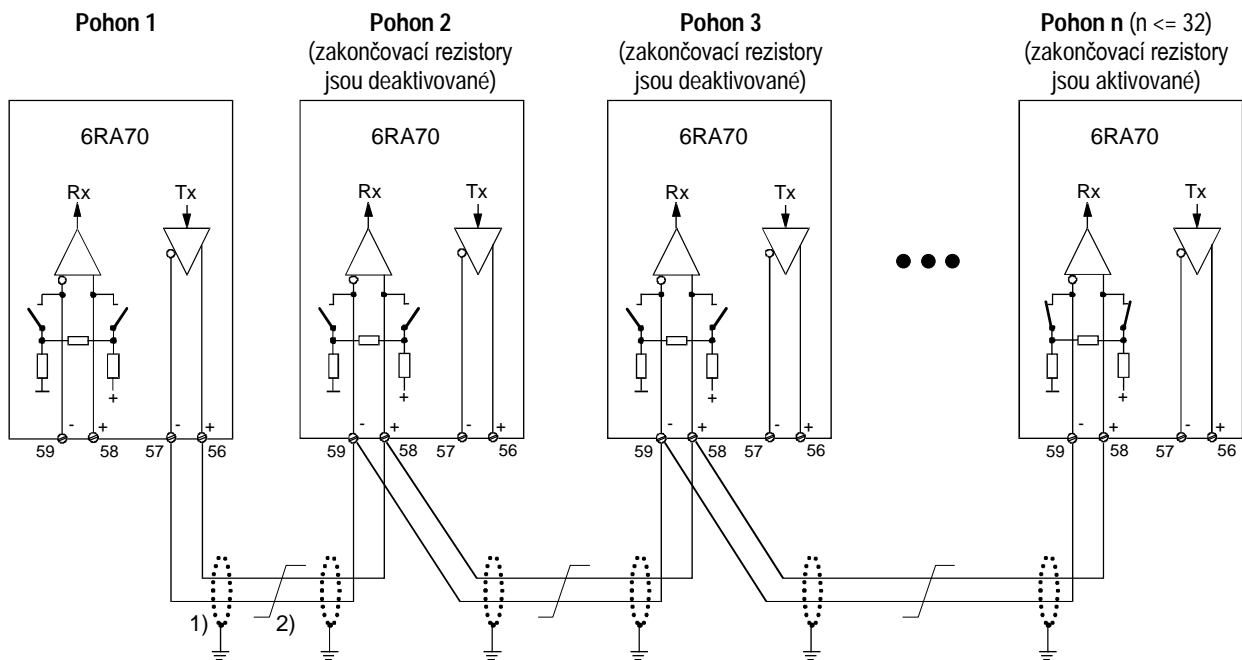 Pohon 1
Pohon 2
(zakončovací rezistory
jsou deaktivované)
Pohon 3
(zakončovací rezistory
jsou deaktivované)
Pohon n (n <= 32)
(zakončovací rezistory
jsou aktivované)
6RA70
6RA70
6RA70
6RA70
Rx Tx
Rx Tx
Rx Tx
Rx Tx
+
+
+
+
- + - +
- + - +
- + - +
- + - +
59 58 57 56
59 58 57 56
59 58 57 56
59 58 57 56
1) 2)